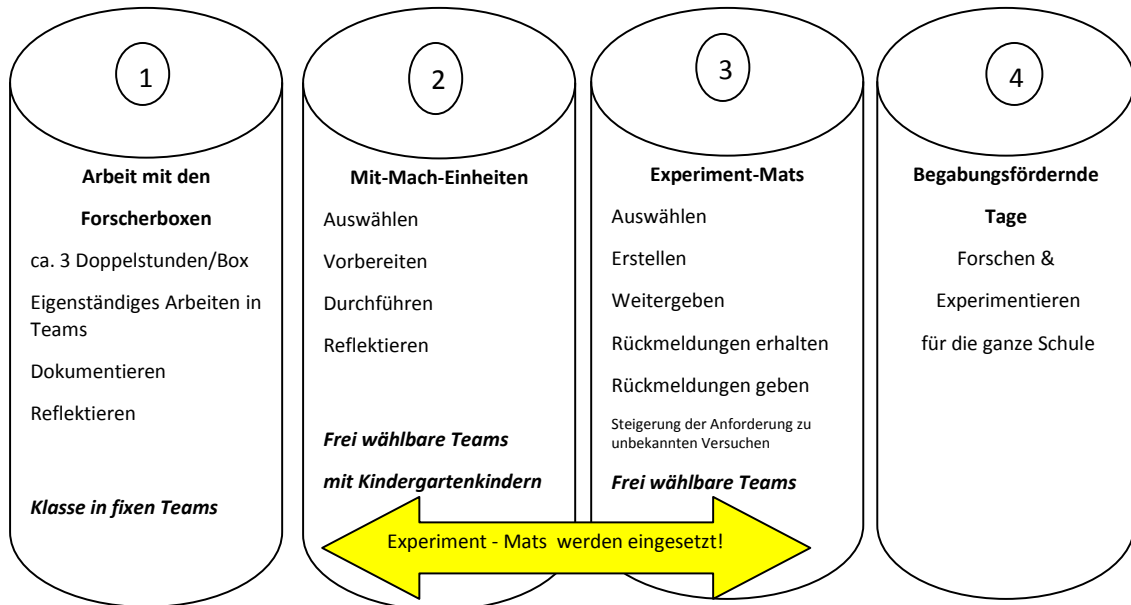 1
Arbeit mit den
Forscherboxen
ca. 3 Doppelstunden/Box
Eigenständiges Arbeiten in
Teams
Dokumentieren
Reflektieren
Klasse in fixen Teams
2
Mit-Mach-Einheiten
Auswählen
Vorbereiten
Durchführen
Reflektieren
Frei wählbare Teams
mit Kindergartenkindern
3
Experiment-Mats
Auswählen
Erstellen
Weitergeben
Rückmeldungen erhalten
Rückmeldungen geben
Steigerung der Anforderung zu
unbekannten Versuchen
Frei wählbare Teams
Experiment - Mats werden eingesetzt!
4
Begabungsfördernde
Tage
Forschen &
Experimentieren
für die ganze Schule